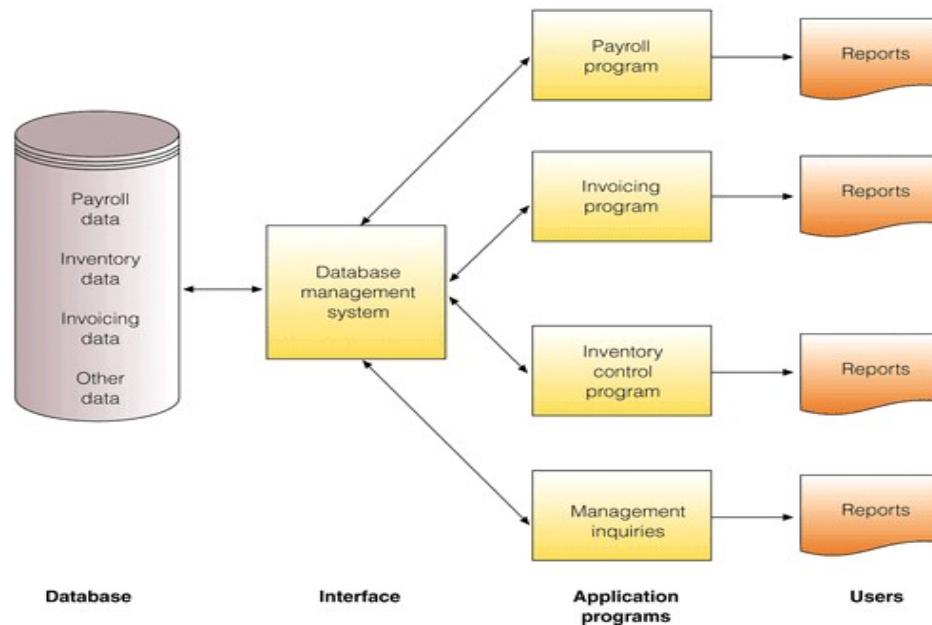 Payroll
program
Reports
Payroll
data
Inventory
data
Invoicing
data
Other
data
Database
management
system
Invoicing
program
Reports
Inventory
control
program
Reports
Management
inquiries
Reports
Database
Interface
Application
programs
Users